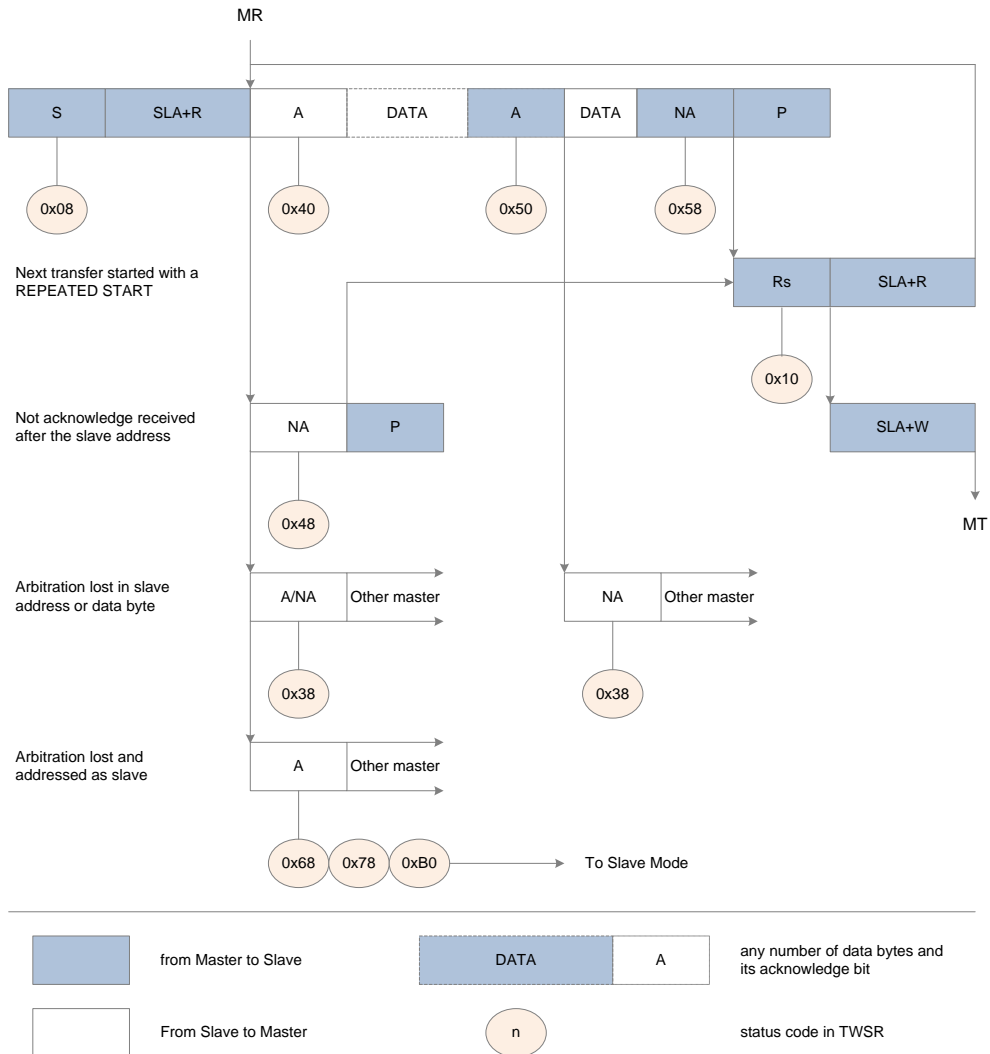 MR
S SLA+R A DATA A DATA NA P
0x08 0x40 0x50 0x58
Next transfer started with a
REPEATED START
Rs SLA+R
0x10
Not acknowledge received
after the slave address
NA P
SLA+W
0x48
MT
Arbitration lost in slave
address or data byte
A/NA Other master
NA Other master
0x38 0x38
Arbitration lost and
addressed as slave
A Other master
0x68 0x78 0xB0 To Slave Mode
from Master to Slave
DATA A
any number of data bytes and
its acknowledge bit
From Slave to Master
n
status code in TWSR